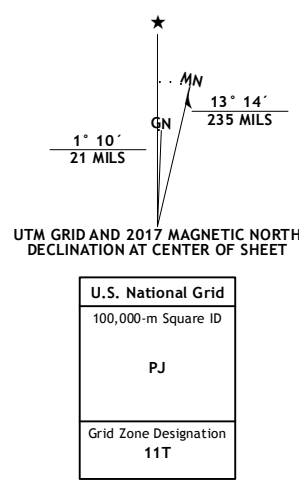 ★
MN
13° 14´
235 MILS
GN
1° 10´
21 MILS
UTM GRID AND 2017 MAGNETIC NORTH
DECLINATION AT CENTER OF SHEET
U.S. National Grid
100,000-m Square ID
PJ
Grid Zone Designation
11T